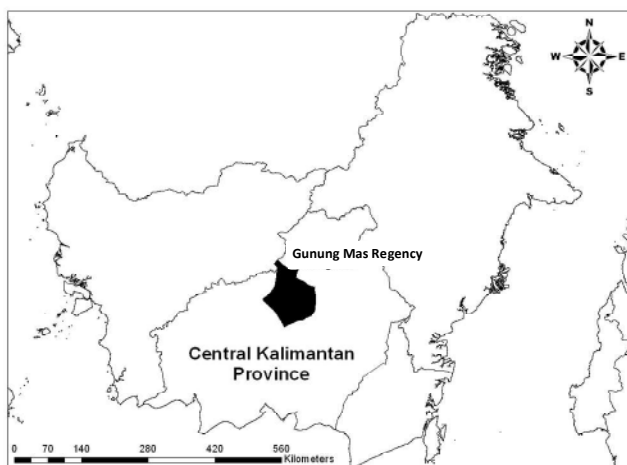 N
W E
S
Gunung Mas Regency
Central Kalimantan
Province
0 70 140 280 420 560
Kilometers